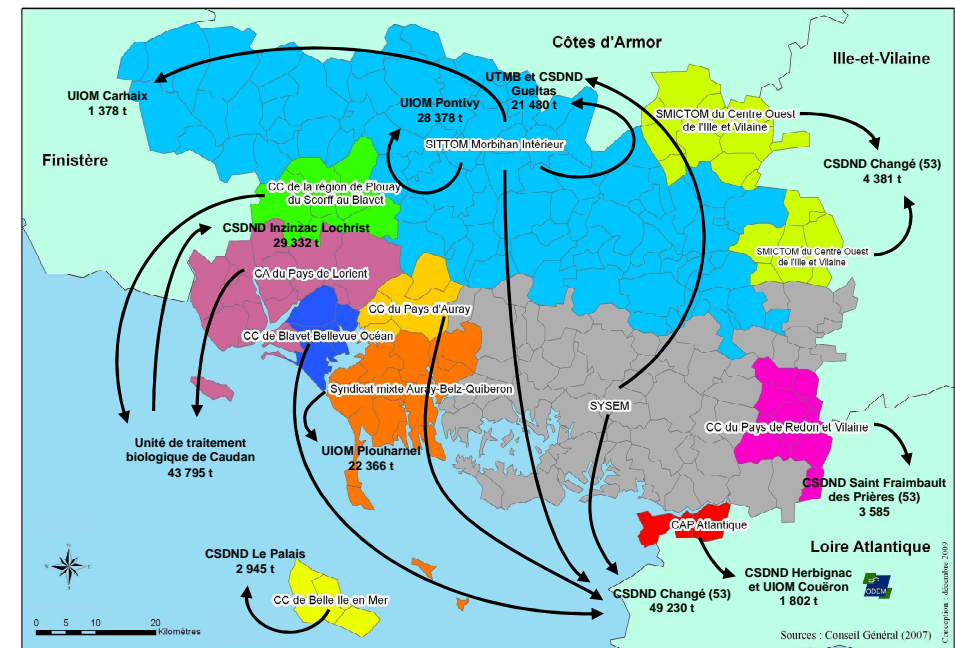 Côtes d'Armor
Ille-et-Vilaine
UTMB et CSDND
Gueltas
21 480 t
UIOM Carhaix
1 378 t
UIOM Pontivy
28 378 t
SMICTOM du Centre Ouest
de l'Ille et Vilaine
SITTOM Morbihan Intérieur
Finistère
CSDND Changé (53)
4 381 t
CC de la région de Plouay
du Scorff au Blavet
CSDND Inzinzac Lochrist
29 332 t
SMICTOM du Centre Ouest
de l'Ille et Vilaine
CA du Pays de Lorient
CC du Pays d'Auray
CC de Blavet Bellevue Océan
Syndicat mixte Auray-Belz-Quiberon
SYSEM
CC du Pays de Redon et Vilaine
Unité de traitement
biologique de Caudan
43 795 t
UIOM Plouharnel
22 366 t
CSDND Saint Fraimbault
des Prières (53)
3 585
CAP Atlantique
Loire Atlantique
CSDND Le Palais
2 945 t
CSDND Herbignac
et UIOM Couëron
1 802 t
CSDND Changé (53)
49 230 t
CC de Belle Ile en Mer
ODEM
0 5 10 20
Kilomètres
Sources : Conseil Général (2007)
Conception : décembre 2009